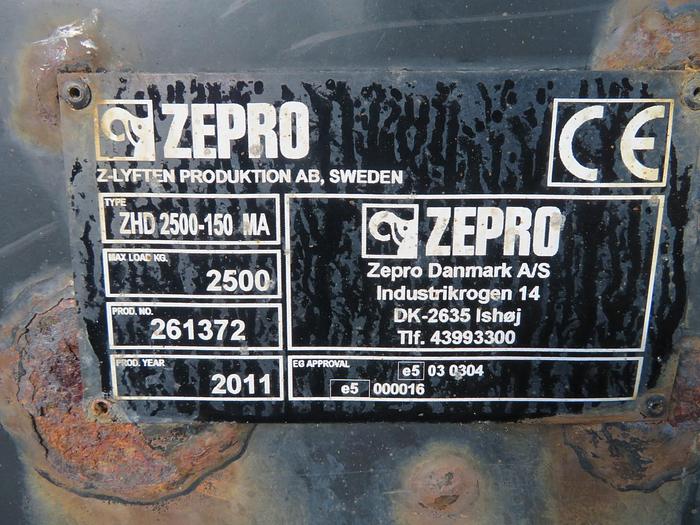 ZEPRO
CE
Z-LYFTEN PRODUKTION AB, SWEDEN
TYPE
ZHD 2500-150 MA
MAX LOAD KG.
2500
PROD. NO.
261372
PROD. YEAR
2011
ZEPRO
Zepro Danmark A/S
Industrikrogen 14
DK-2635 Ishøj
Tlf. 43993300
EG APPROVAL
e5 03 0304
e5 000016